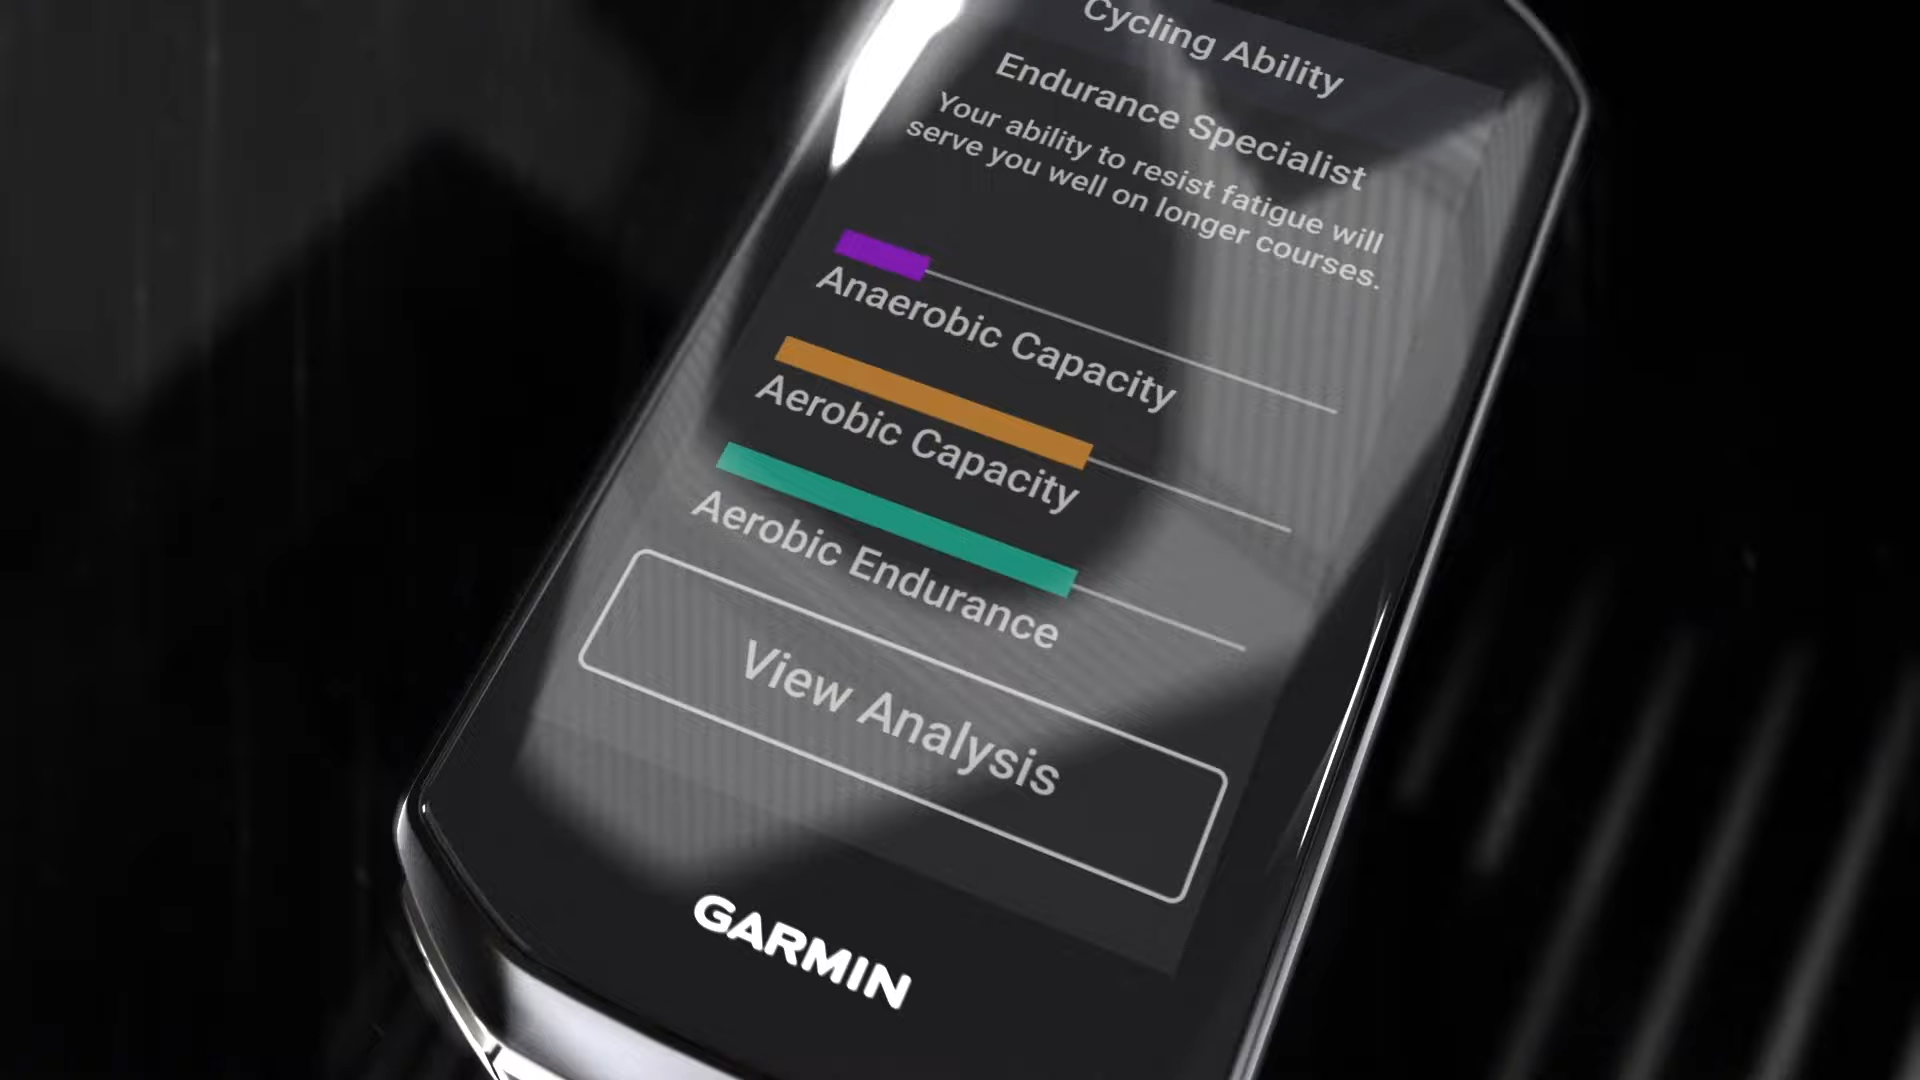 Cycling Ability
Endurance Specialist
Your ability to resist fatigue will
serve you well on longer courses.
Anaerobic Capacity
Aerobic Capacity
Aerobic Endurance
View Analysis
GARMIN